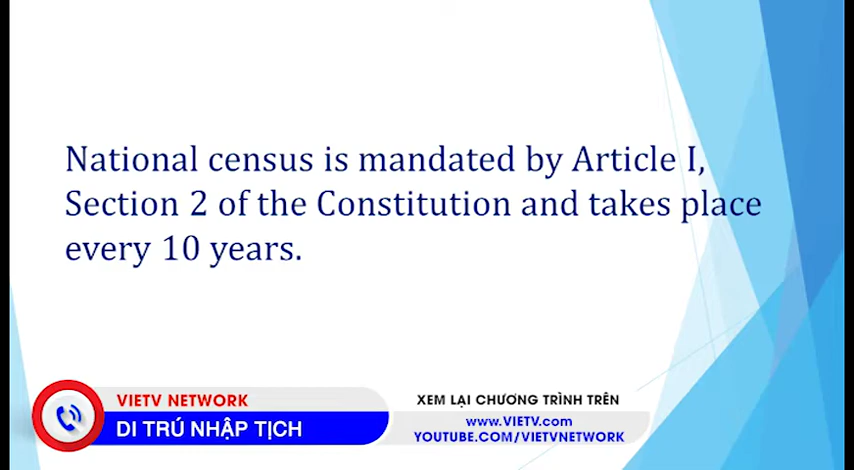 National census is mandated by Article I,
Section 2 of the Constitution and takes place
every 10 years.
VIETV NETWORK
DI TRÚ NHẬP TỊCH
XEM LẠI CHƯƠNG TRÌNH TRÊN
www.VIETV.com
YOUTUBE.COM/VIETVNETWORK